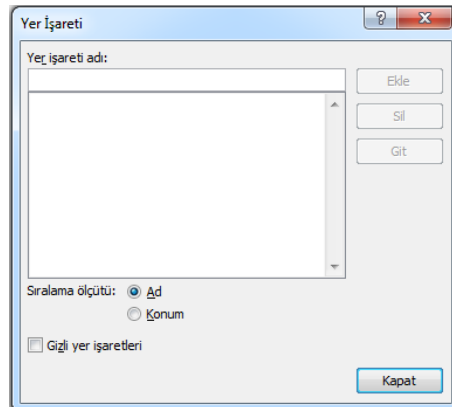 Yer İşareti
Yer işareti adı:
Ekle
Sil
Git
Sıralama ölçütü:
Ad
Konum
Gizli yer işaretleri
Kapat